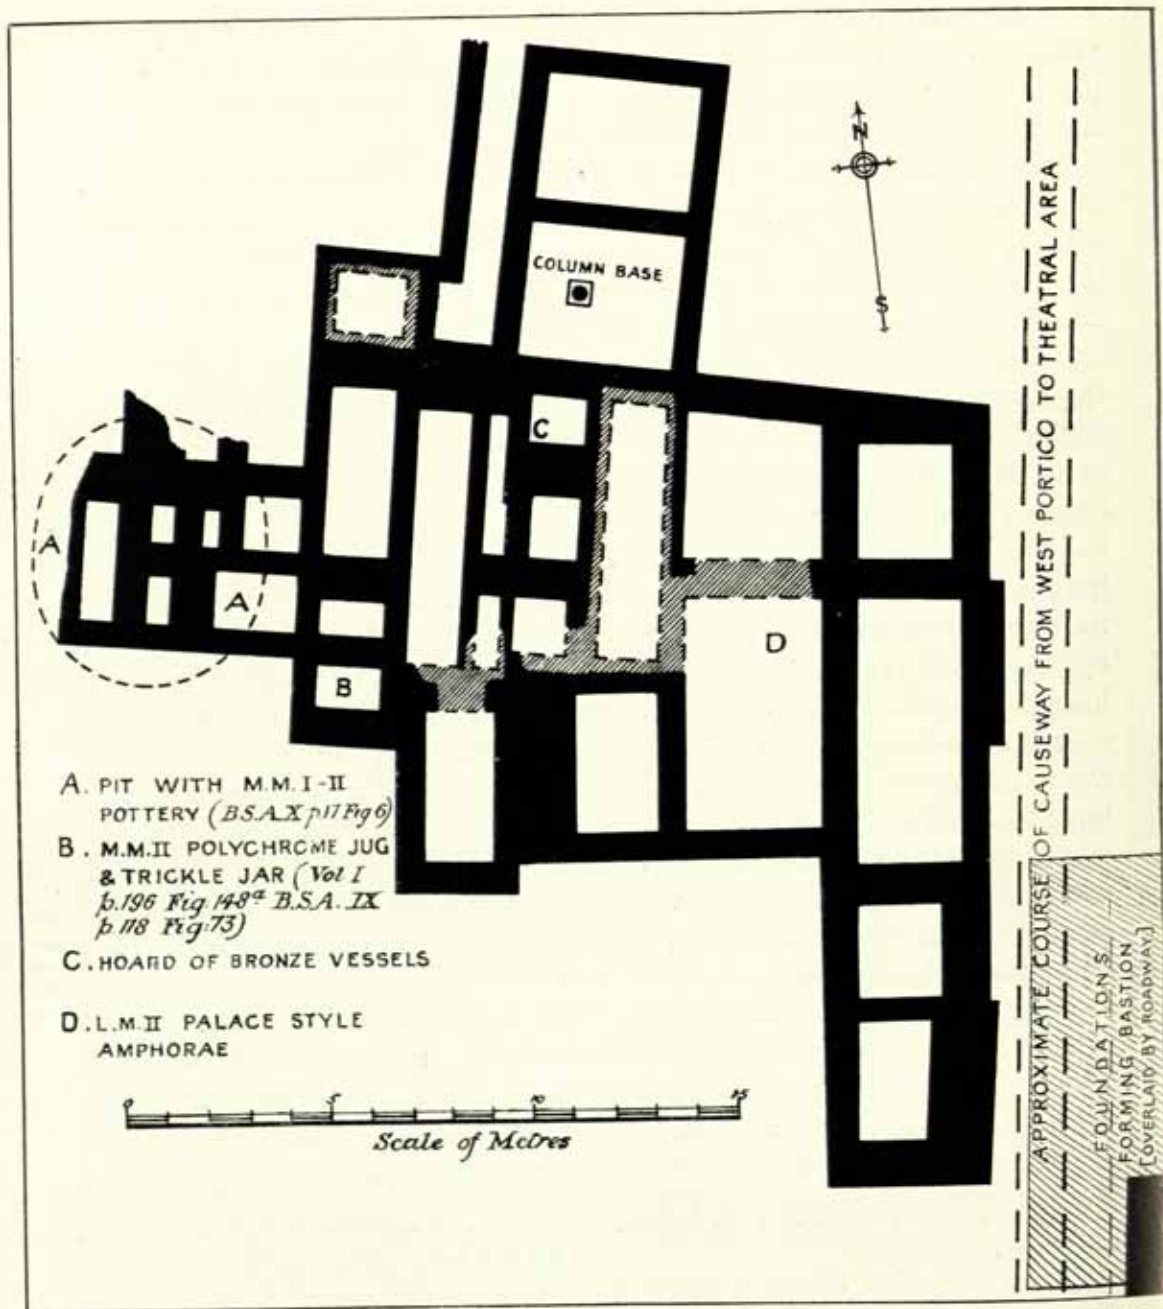 N
COLUMN BASE
S
C
A
A
D
B
A. PIT WITH M.M. I-II
POTTERY (B.S.A. X p.17 Fig 6)
B. M.M.II POLYCHROME JUG
& TRICKLE JAR (Vol I
p.196 Fig. 148ª B.S.A. IX
p. 118 Fig:73)
C. HOARD OF BRONZE VESSELS
D. L.M.II PALACE STYLE
AMPHORAE
0 5 10 15
Scale of Metres
APPROXIMATE COURSE OF CAUSEWAY FROM WEST PORTICO TO THEATRAL AREA
FOUNDATIONS
FORMING BASTION
[OVERLAID BY ROADWAY]